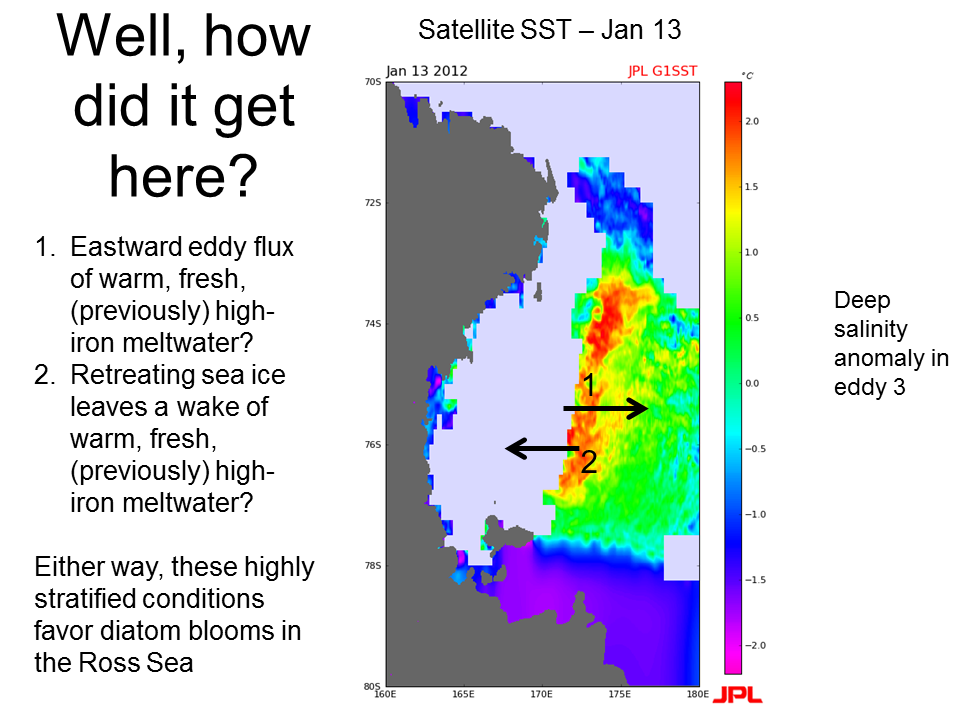 Well, how
did it get
here?
1. Eastward eddy flux
of warm, fresh,
(previously) high-
iron meltwater?
2. Retreating sea ice
leaves a wake of
warm, fresh,
(previously) high-
iron meltwater?
Either way, these highly
stratified conditions
favor diatom blooms in
the Ross Sea
Satellite SST – Jan 13
Jan 13 2012
JPL G1SST
°C
70S
72S
74S
76S
78S
80S
160E
165E
170E
175E
180E
1
2
2.0
1.5
1.0
0.5
0.0
−0.5
−1.0
−1.5
−2.0
JPL
Deep
salinity
anomaly in
eddy 3